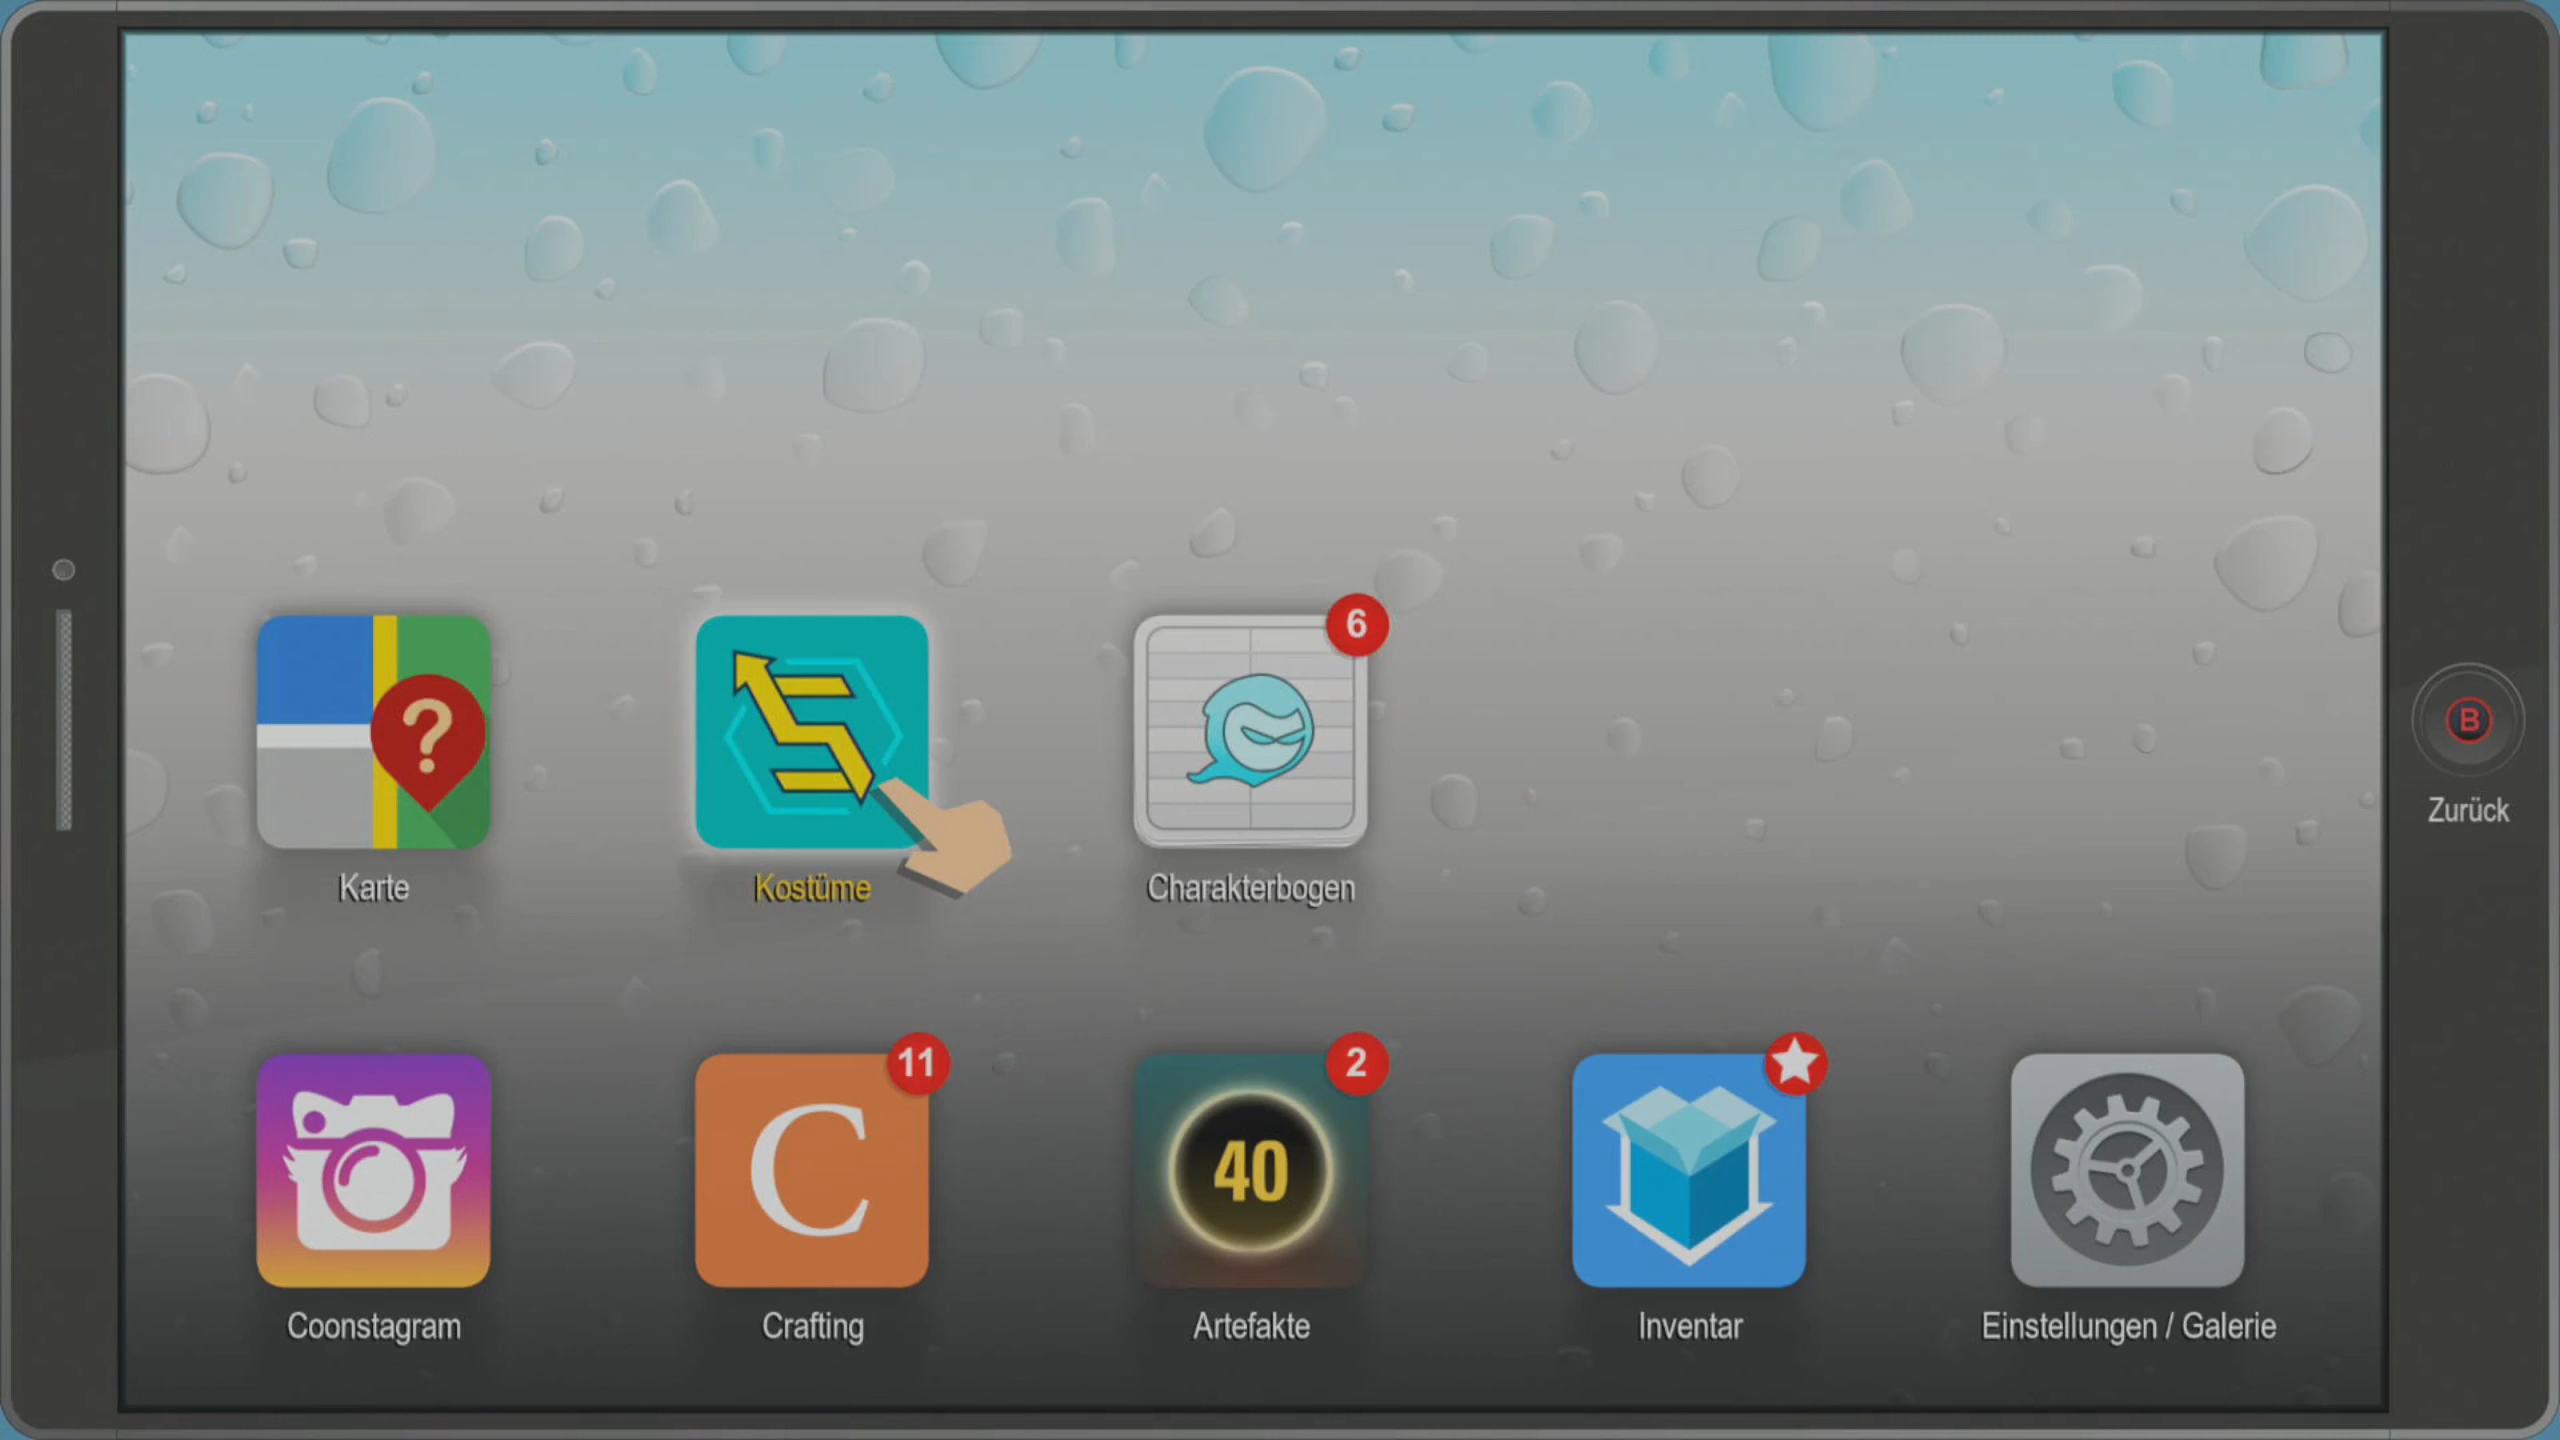 ?
6
Karte
Kostüme
Charakterbogen
B
Zurück
11
2
C
40
Coonstagram
Crafting
Artefakte
Inventar
Einstellungen / Galerie